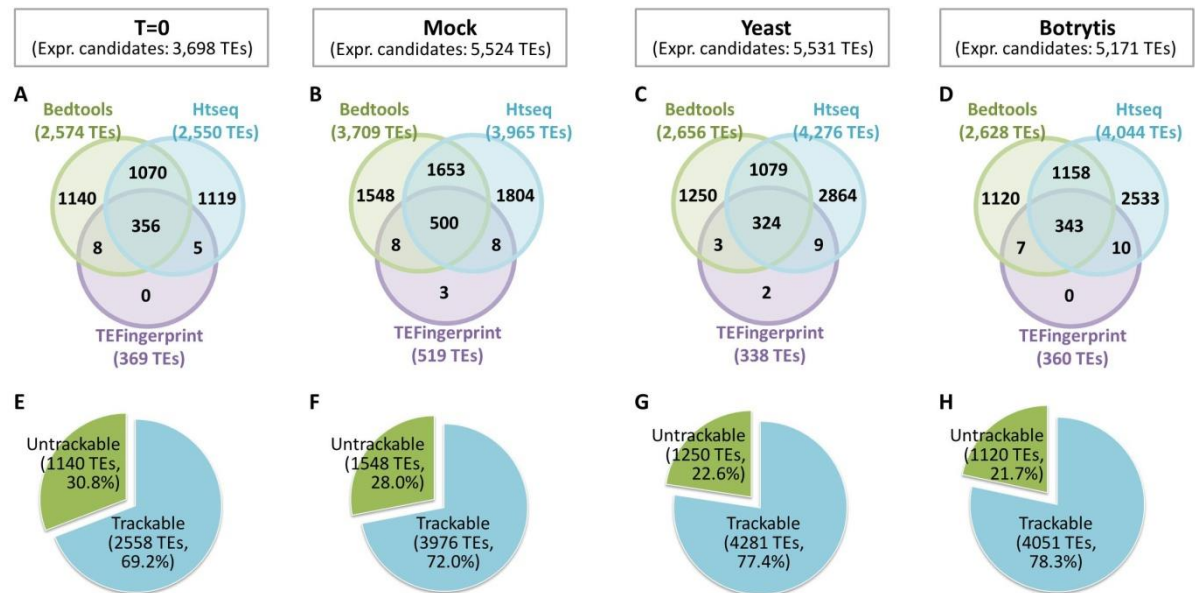 T=0
(Expr. candidates: 3,698 TEs)
Mock
(Expr. candidates: 5,524 TEs)
Yeast
(Expr. candidates: 5,531 TEs)
Botrytis
(Expr. candidates: 5,171 TEs)
A
Bedtools
(2,574 TEs)
Htseq
(2,550 TEs)
1070
1140
1119
356
8
5
0
TEFingerprint
(369 TEs)
B
Bedtools
(3,709 TEs)
Htseq
(3,965 TEs)
1653
1548
1804
500
8
8
3
TEFingerprint
(519 TEs)
C
Bedtools
(2,656 TEs)
Htseq
(4,276 TEs)
1079
1250
2864
324
3
9
2
TEFingerprint
(338 TEs)
D
Bedtools
(2,628 TEs)
Htseq
(4,044 TEs)
1158
1120
2533
343
7
10
0
TEFingerprint
(360 TEs)
E
Untrackable
(1140 TEs,
30.8%)
Trackable
(2558 TEs,
69.2%)
F
Untrackable
(1548 TEs,
28.0%)
Trackable
(3976 TEs,
72.0%)
G
Untrackable
(1250 TEs,
22.6%)
Trackable
(4281 TEs,
77.4%)
H
Untrackable
(1120 TEs,
21.7%)
Trackable
(4051 TEs,
78.3%)